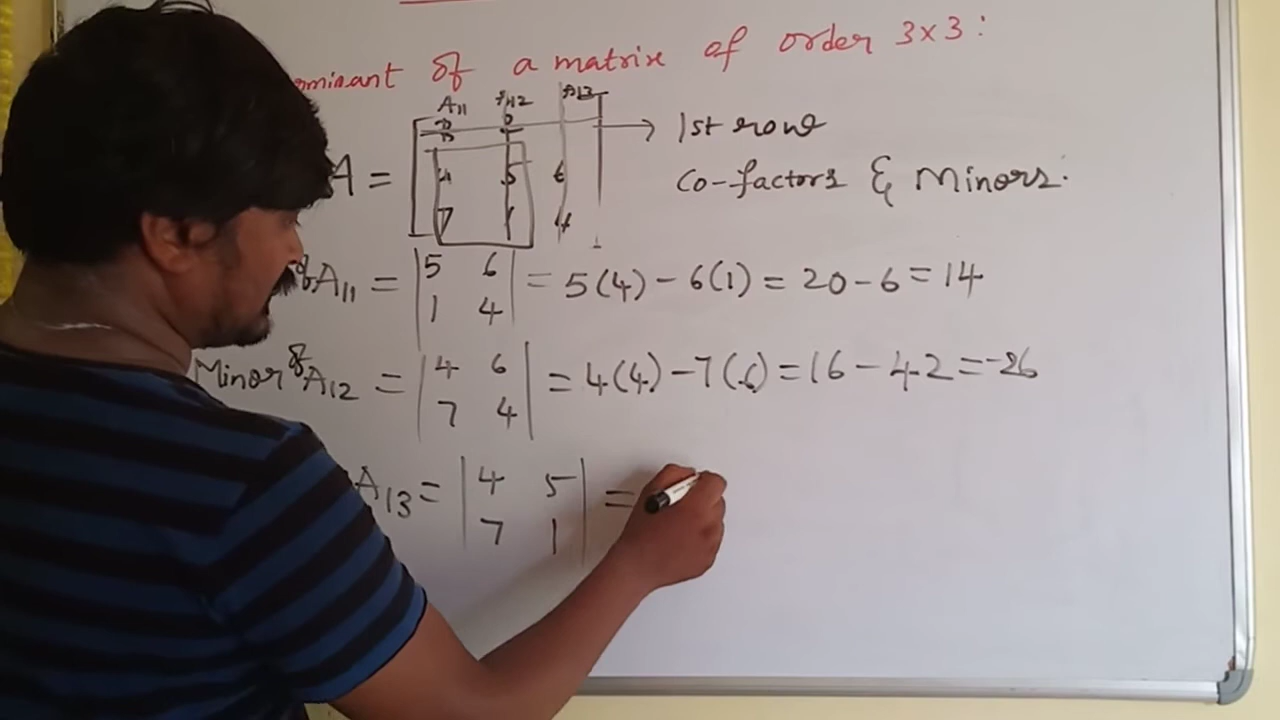 minant of a matrix of order 3×3:
A11 A12 A13
A = 4 5 6 → 1st row
7 1 4 Co-factors & Minors.
of A11 = |5 6| = 5(4) - 6(1) = 20 - 6 = 14
|1 4|
Minor of A12 = |4 6| = 4(4) - 7(6) = 16 - 42 = -26
|7 4|
A13 = |4 5| =
|7 1|